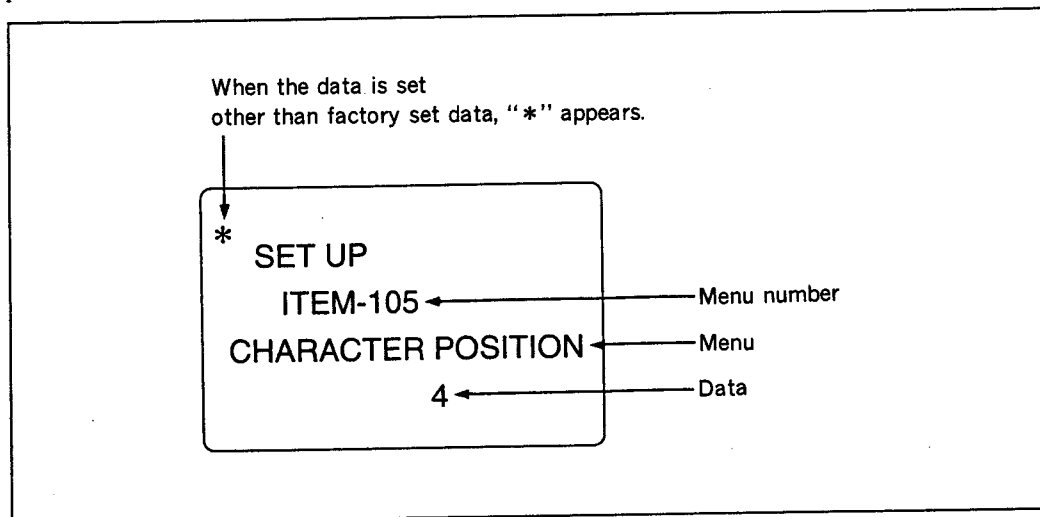 When the data is set
other than factory set data, "*" appears.
*
SET UP
ITEM-105
Menu number
CHARACTER POSITION
Menu
4
Data